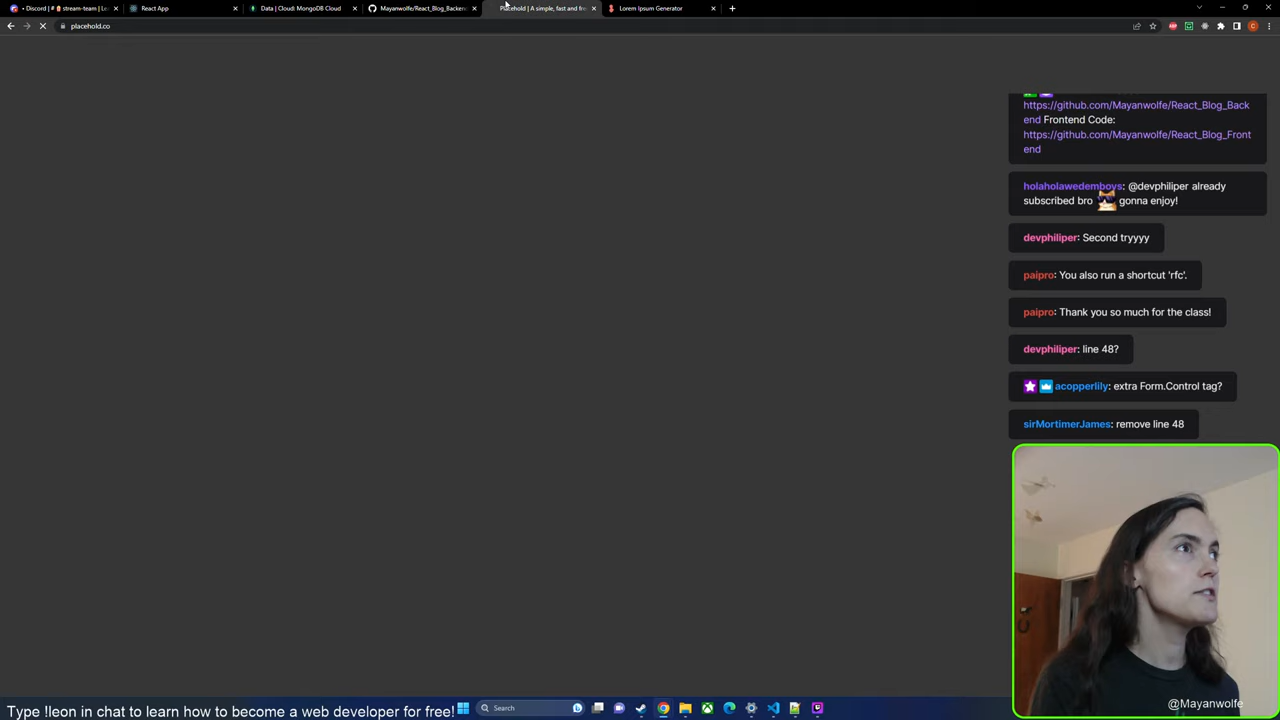 • Discord | # 🥞 stream-team | Le
React App
Data | Cloud: MongoDB Cloud
Mayanwolfe/React_Blog_Backen
Placehold | A simple, fast and fre
Lorem Ipsum Generator
placehold.co
C
https://github.com/Mayanwolfe/React_Blog_Back
end Frontend Code:
https://github.com/Mayanwolfe/React_Blog_Front
end
holaholawedemboys: @devphiliper already
subscribed bro gonna enjoy!
devphiliper: Second tryyyy
paipro: You also run a shortcut 'rfc'.
paipro: Thank you so much for the class!
devphiliper: line 48?
acopperlily: extra Form.Control tag?
sirMortimerJames: remove line 48
@Mayanwolfe
Type !leon in chat to learn how to become a web developer for free!
Search